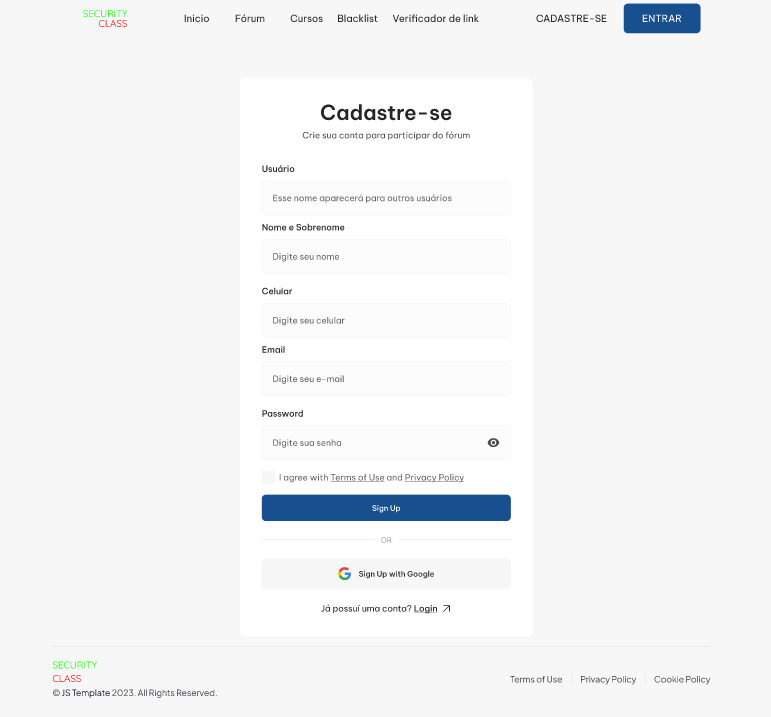 SECURITY
CLASS
Inicio Fórum Cursos Blacklist Verificador de link CADASTRE-SE ENTRAR
Cadastre-se
Crie sua conta para participar do fórum
Usuário
Esse nome aparecerá para outros usuários
Nome e Sobrenome
Digite seu nome
Celular
Digite seu celular
Email
Digite seu e-mail
Password
Digite sua senha
I agree with Terms of Use and Privacy Policy
Sign Up
OR
Sign Up with Google
Já possuí uma conta? Login
SECURITY
CLASS
© JS Template 2023. All Rights Reserved.
Terms of Use Privacy Policy Cookie Policy